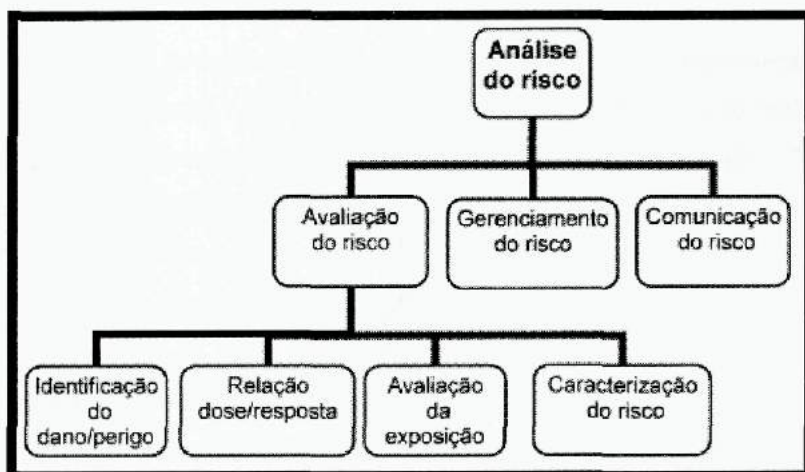 Análise
do risco
Avaliação
do risco
Gerenciamento
do risco
Comunicação
do risco
Identificação
do
dano/perigo
Relação
dose/resposta
Avaliação
da
exposição
Caracterização
do risco